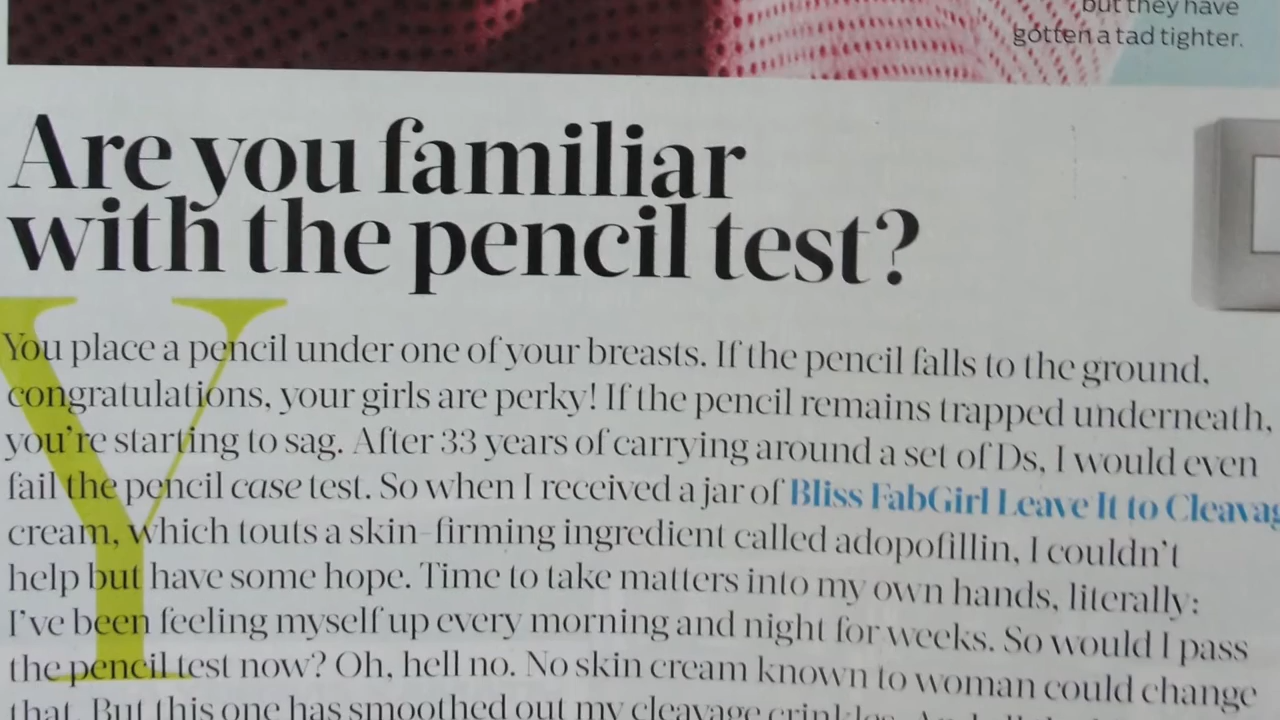 but they have
gotten a tad tighter.
Are you familiar
with the pencil test?
You place a pencil under one of your breasts. If the pencil falls to the ground,
congratulations, your girls are perky! If the pencil remains trapped underneath,
you're starting to sag. After 33 years of carrying around a set of Ds, I would even
fail the pencil case test. So when I received a jar of Bliss FabGirl Leave It to Cleavag
cream, which touts a skin-firming ingredient called adopofillin, I couldn't
help but have some hope. Time to take matters into my own hands, literally:
I've been feeling myself up every morning and night for weeks. So would I pass
the pencil test now? Oh, hell no. No skin cream known to woman could change
that. But this one has smoothed out my cleavage crinkles.